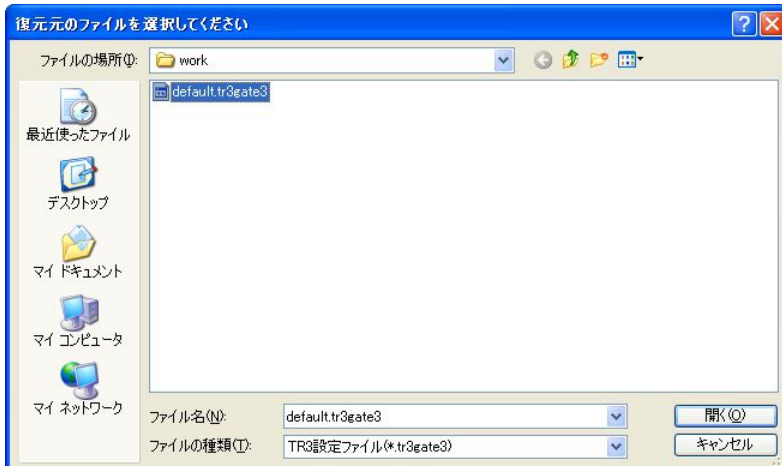 復元元のファイルを選択してください
ファイルの場所(I):
work
default.tr3gate3
最近使ったファイル
デスクトップ
マイ ドキュメント
マイ コンピュータ
マイ ネットワーク
ファイル名(N):
default.tr3gate3
開く(O)
ファイルの種類(T):
TR3設定ファイル(*.tr3gate3)
キャンセル